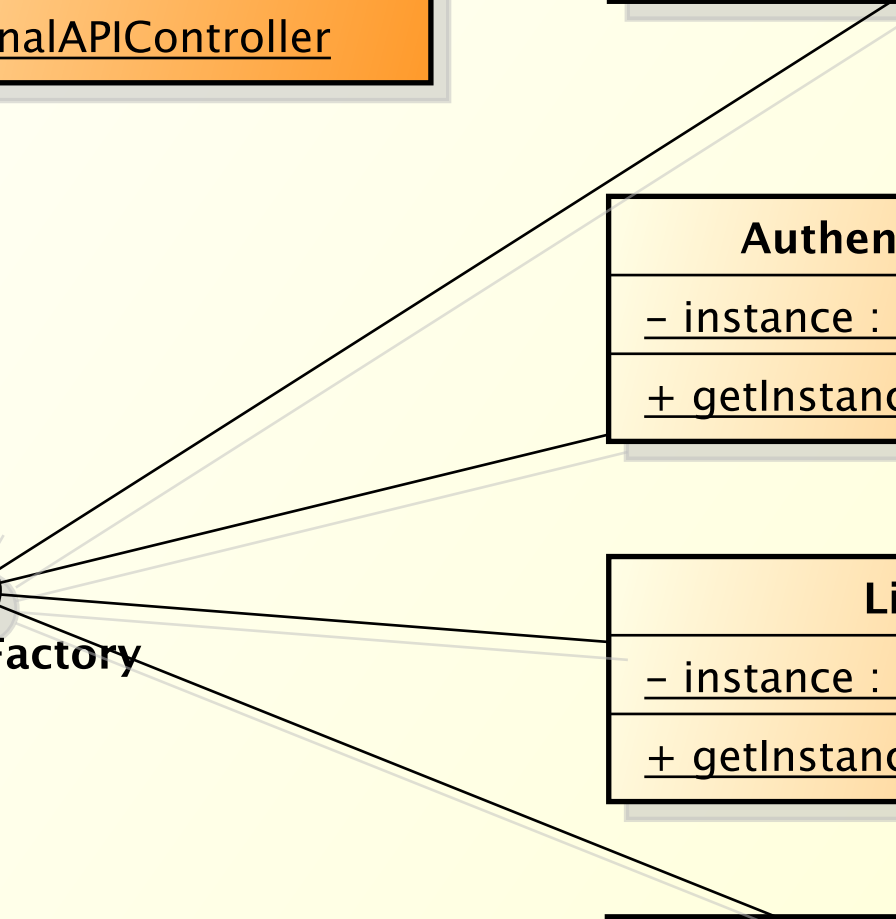 nalAPIController
Authen
– instance :
+ getInstanc
Factory
Li
– instance :
+ getInstanc